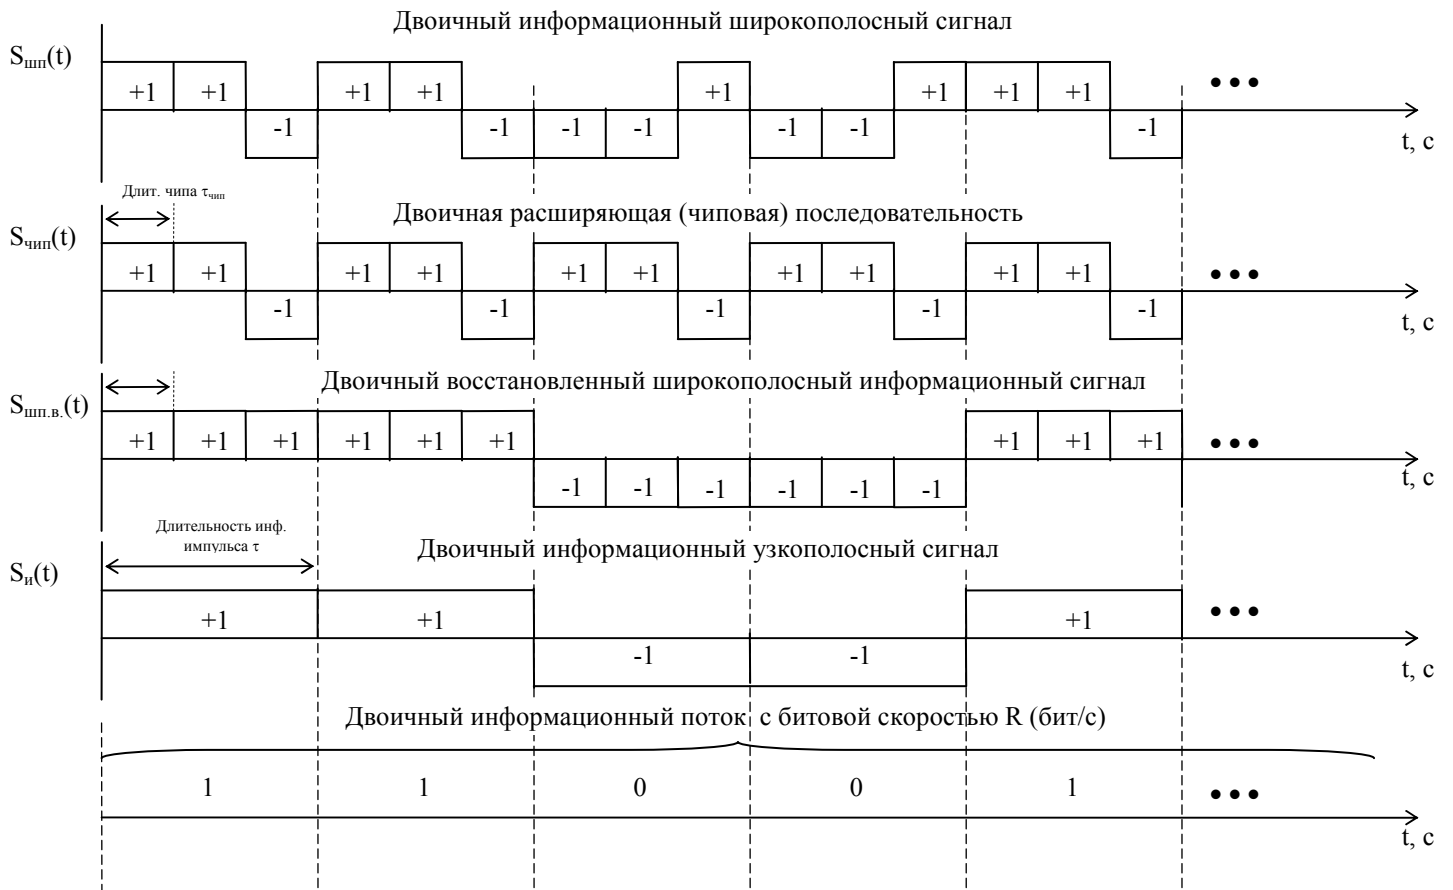 Двоичный информационный широкополосный сигнал
Sшп(t)
+1 +1 +1 +1 +1 +1 +1 +1 •••
-1 -1 -1 -1 -1 -1 -1
t, с
Длит. чипа τчип
Двоичная расширяющая (чиповая) последовательность
Sчип(t)
+1 +1 +1 +1 +1 +1 +1 +1 +1 +1 •••
-1 -1 -1 -1 -1
t, с
Двоичный восстановленный широкополосный информационный сигнал
Sшп.в.(t)
+1 +1 +1 +1 +1 +1 +1 +1 +1 •••
-1 -1 -1 -1 -1 -1
t, с
Длительность инф.
импульса τ
Двоичный информационный узкополосный сигнал
Sи(t)
+1 +1 +1 •••
-1 -1
t, с
Двоичный информационный поток с битовой скоростью R (бит/с)
1 1 0 0 1 •••
t, с